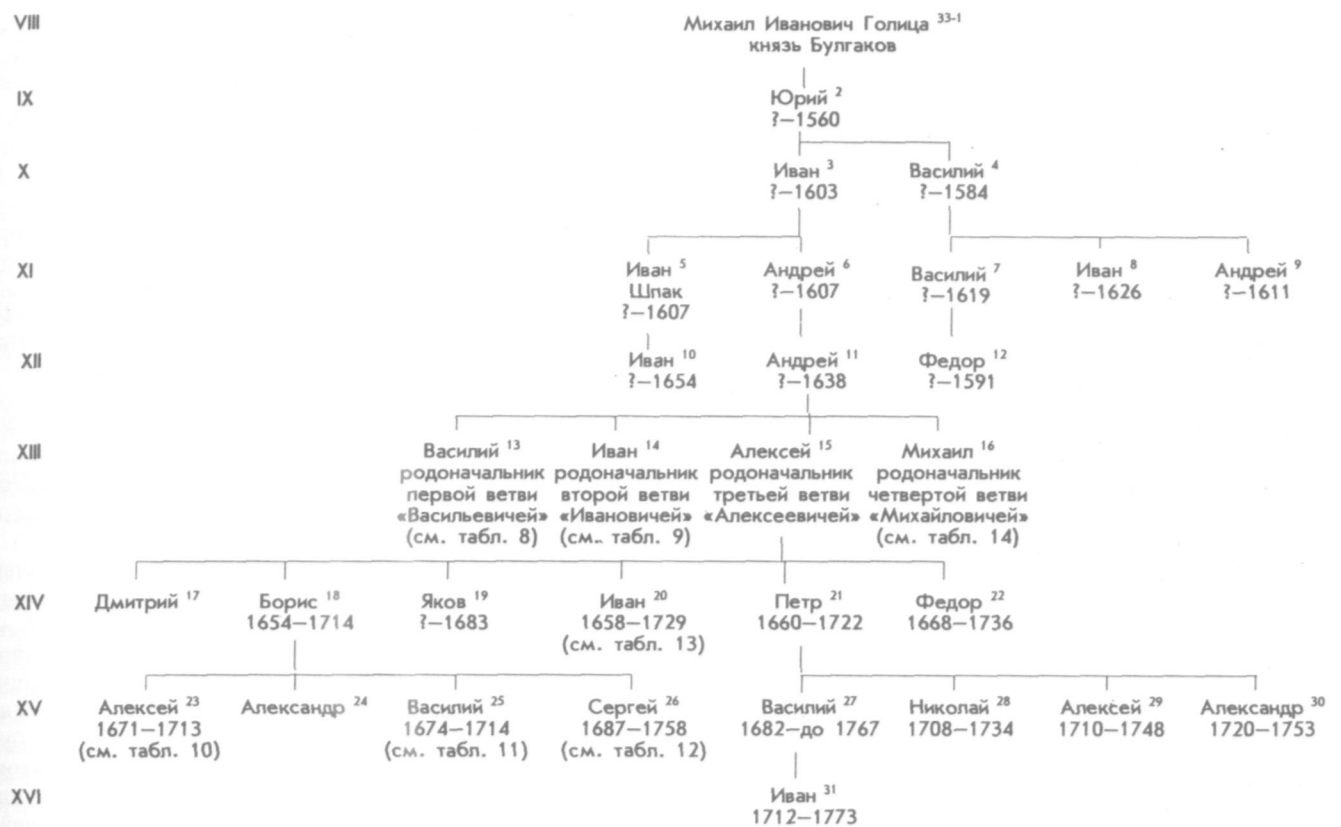 VIII Михаил Иванович Голица 33-1
князь Булгаков
IX Юрий 2
?—1560
X Иван 3 Василий 4
?—1603 ?—1584
XI Иван 5 Андрей 6 Василий 7 Иван 8 Андрей 9
Шпак ?—1607 ?—1619 ?—1626 ?—1611
?—1607
XII Иван 10 Андрей 11 Федор 12
?—1654 ?—1638 ?—1591
XIII Василий 13 Иван 14 Алексей 15 Михаил 16
родоначальник родоначальник родоначальник родоначальник
первой ветви второй ветви третьей ветви четвертой ветви
«Васильевичей» «Ивановичей» «Алексеевичей» «Михайловичей»
(см. табл. 8) (см. табл. 9) (см. табл. 14)
XIV Дмитрий 17 Борис 18 Яков 19 Иван 20 Петр 21 Федор 22
1654—1714 ?—1683 1658—1729 1660—1722 1668—1736
(см. табл. 13)
XV Алексей 23 Александр 24 Василий 25 Сергей 26 Василий 27 Николай 28 Алексей 29 Александр 30
1671—1713 1674—1714 1687—1758 1682—до 1767 1708—1734 1710—1748 1720—1753
(см. табл. 10) (см. табл. 11) (см. табл. 12)
XVI Иван 31
1712—1773